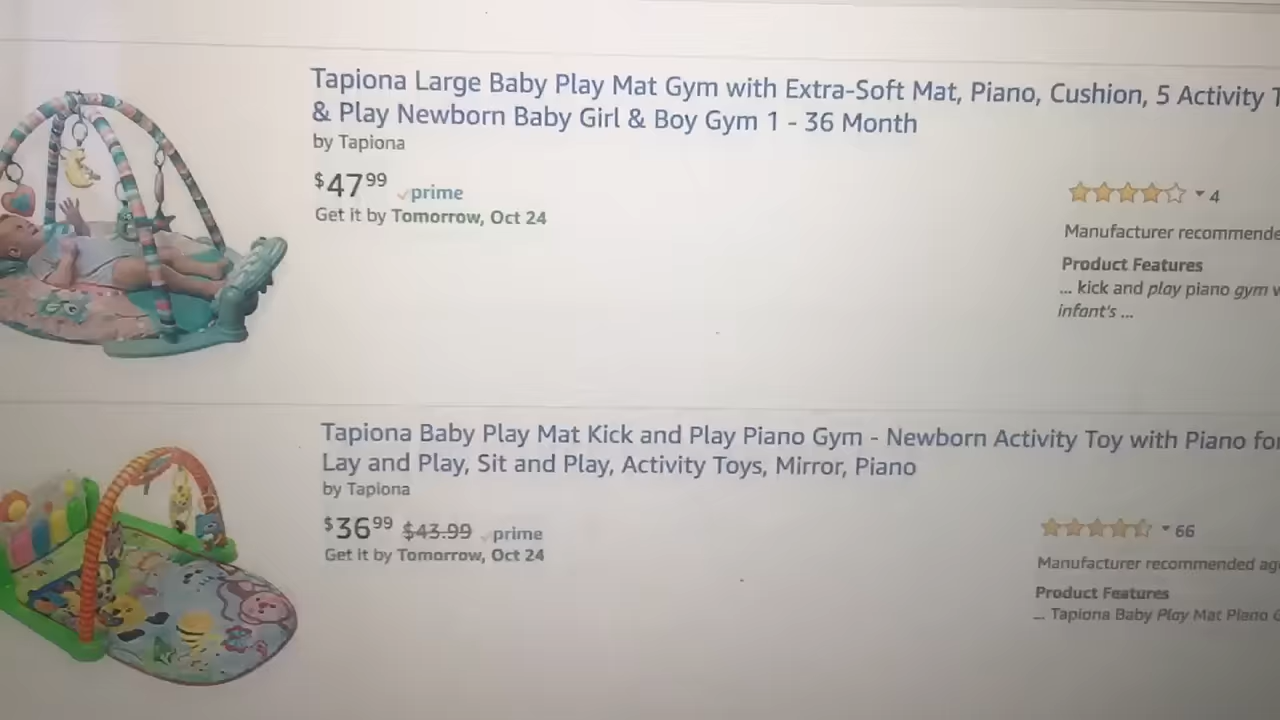 Tapiona Large Baby Play Mat Gym with Extra-Soft Mat, Piano, Cushion, 5 Activity
& Play Newborn Baby Girl & Boy Gym 1 - 36 Month
by Tapiona
$47 99 prime
Get it by Tomorrow, Oct 24
4
Manufacturer recommende
Product Features
... kick and play piano gym
infant's ...
Tapiona Baby Play Mat Kick and Play Piano Gym - Newborn Activity Toy with Piano for
Lay and Play, Sit and Play, Activity Toys, Mirror, Piano
by Tapiona
$36 99 $43.99 prime
Get it by Tomorrow, Oct 24
66
Manufacturer recommended ag
Product Features
... Tapiona Baby Play Mat Piano